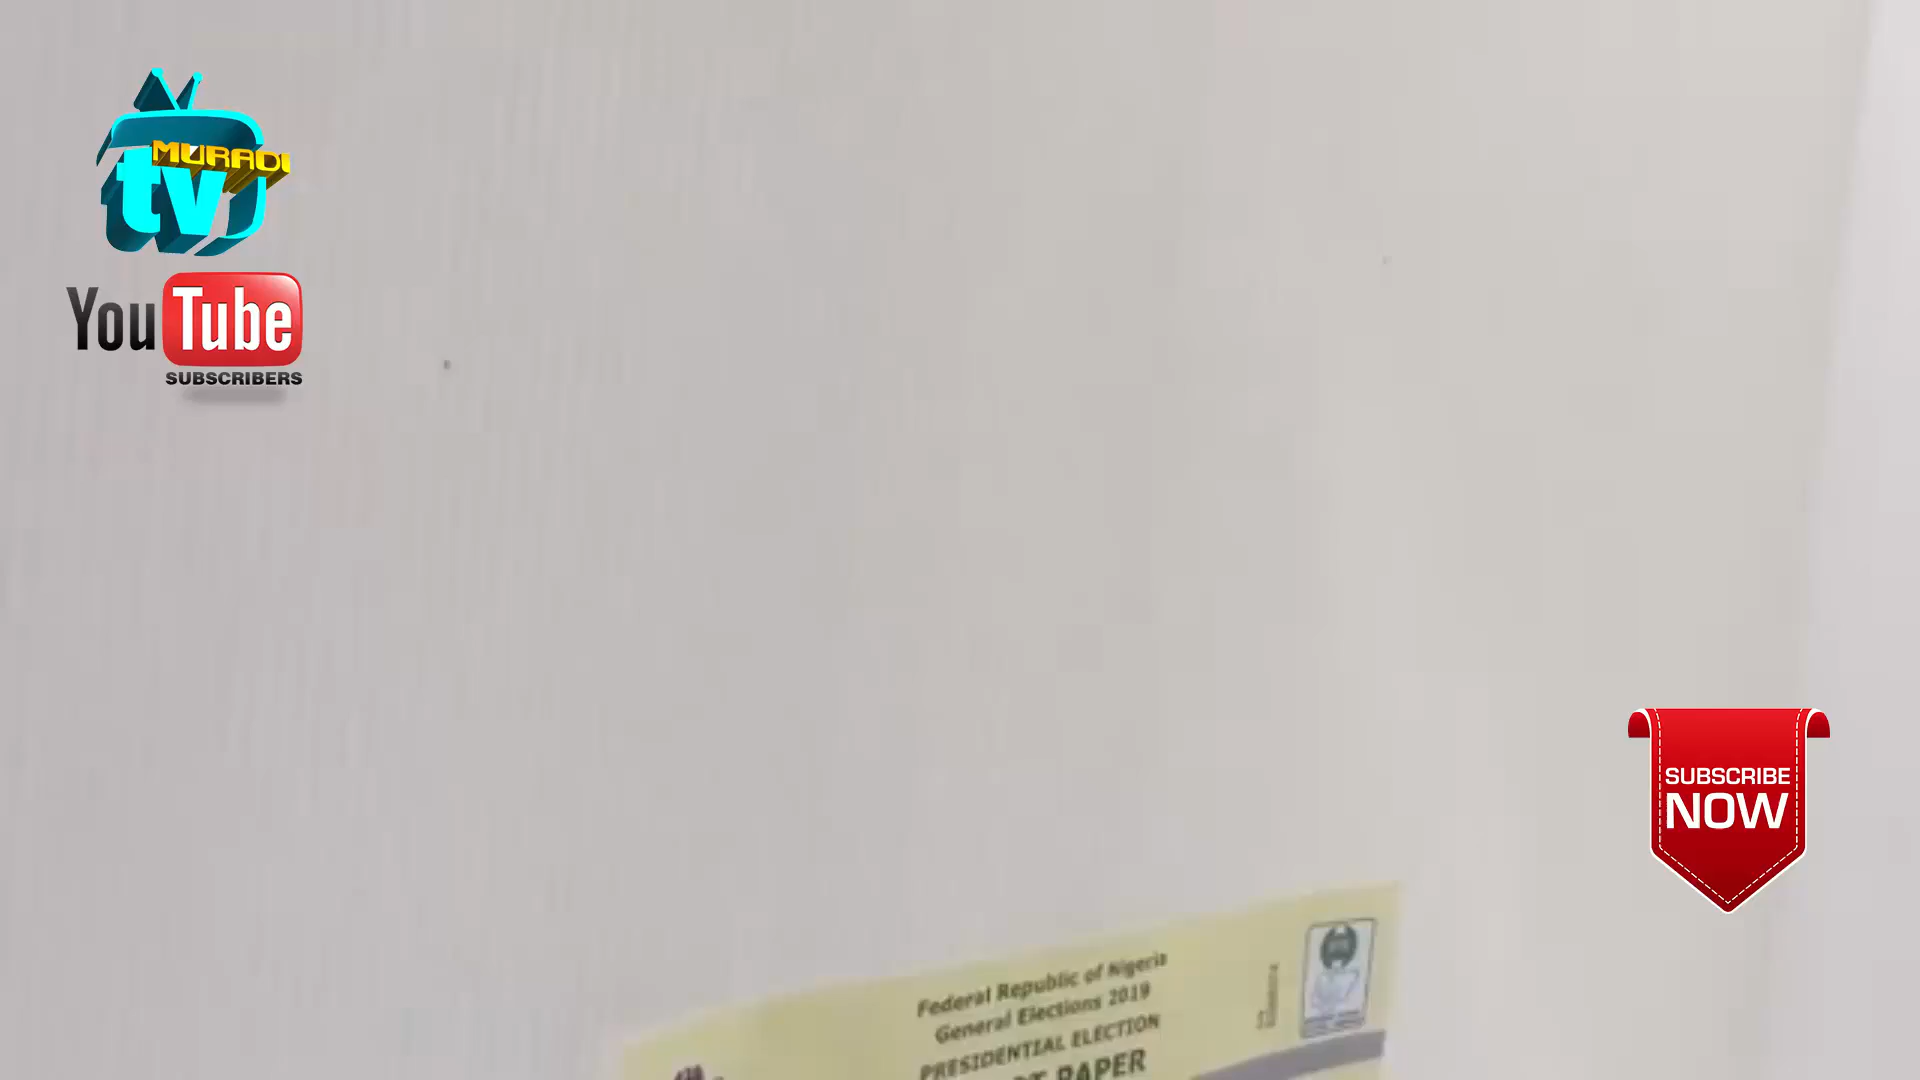 MURADI
tv
YouTube
SUBSCRIBERS
SUBSCRIBE
NOW
Federal Republic of Nigeria
General Elections 2019
PRESIDENTIAL ELECTION
PAPER